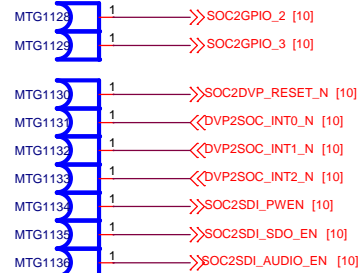 MTG1128 1 SOC2GPIO_2 [10]
MTG1129 1 SOC2GPIO_3 [10]
MTG1130 1 SOC2DVP_RESET_N [10]
MTG1131 1 DVP2SOC_INT0_N [10]
MTG1132 1 DVP2SOC_INT1_N [10]
MTG1133 1 DVP2SOC_INT2_N [10]
MTG1134 1 SOC2SDI_PWEN [10]
MTG1135 1 SOC2SDI_SDO_EN [10]
MTG1136 1 SOC2SDI_AUDIO_EN [10]